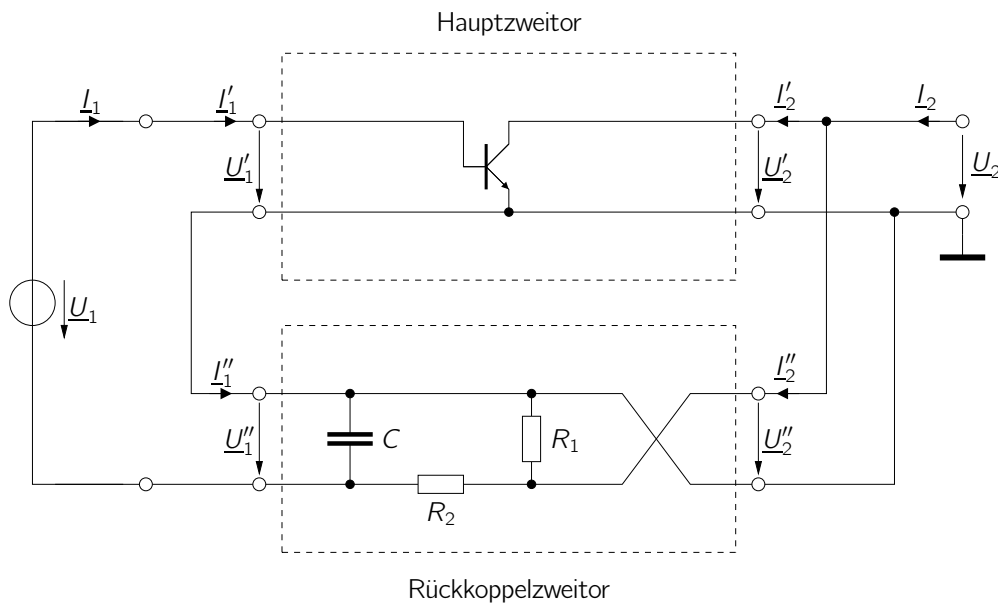 Hauptzweitor
I1 I′1 I′2 I2
U′1 U′2 U2
U1
I″1 I″2
U″1 C R1 U″2
R2
Rückkoppelzweitor